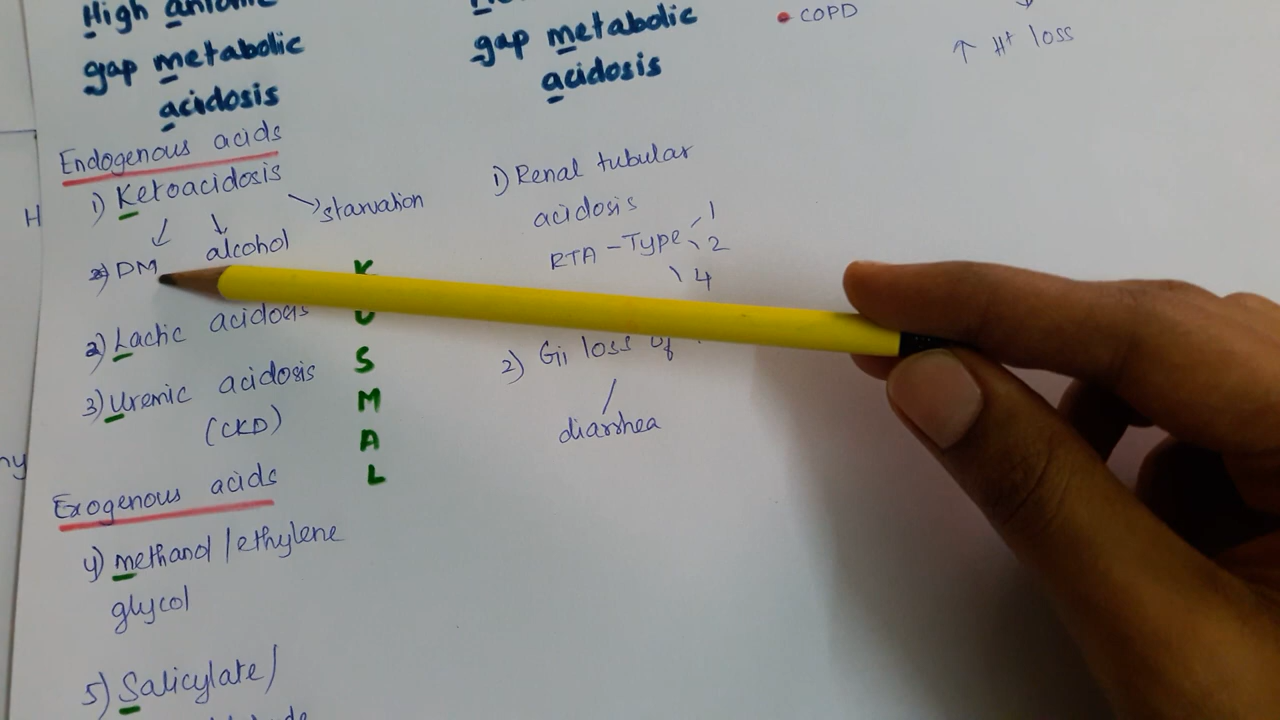 High anionic
gap metabolic
acidosis
Endogenous acids
1) Ketoacidosis
starvation
alcohol
DM
2) Lactic acidosis
3) Uremic acidosis
(CKD)
Exogenous acids
4) methanol / ethylene
glycol
5) Salicylate /
K
U
S
M
A
L
gap metabolic
acidosis
1) Renal tubular
acidosis
RTA - Type 1
2
4
2) GI loss of
diarrhea
• COPD
↑ H+ loss
H
ny